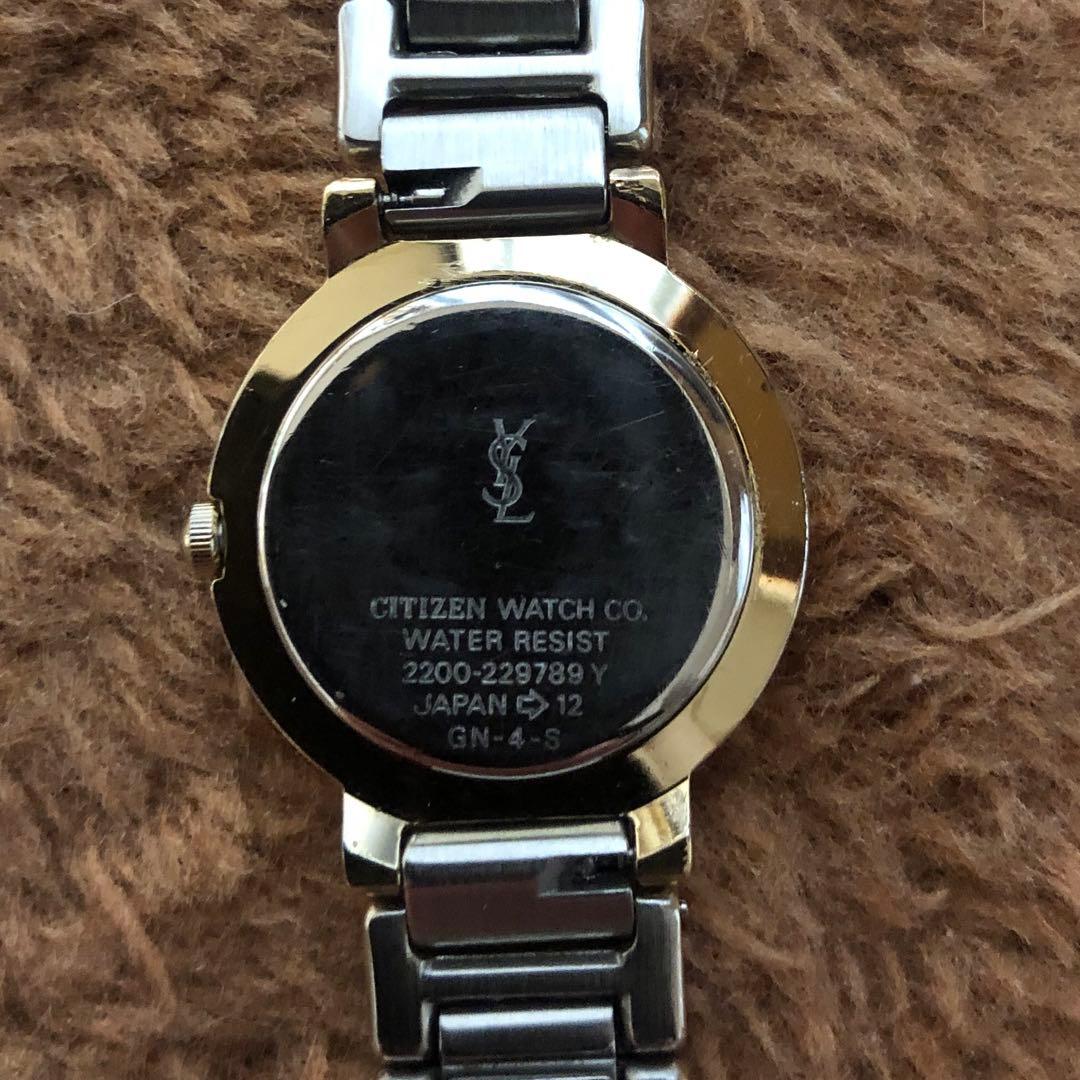 YSL
CITIZEN WATCH CO.
WATER RESIST
2200-229789 Y
JAPAN ⇨ 12
GN-4-S